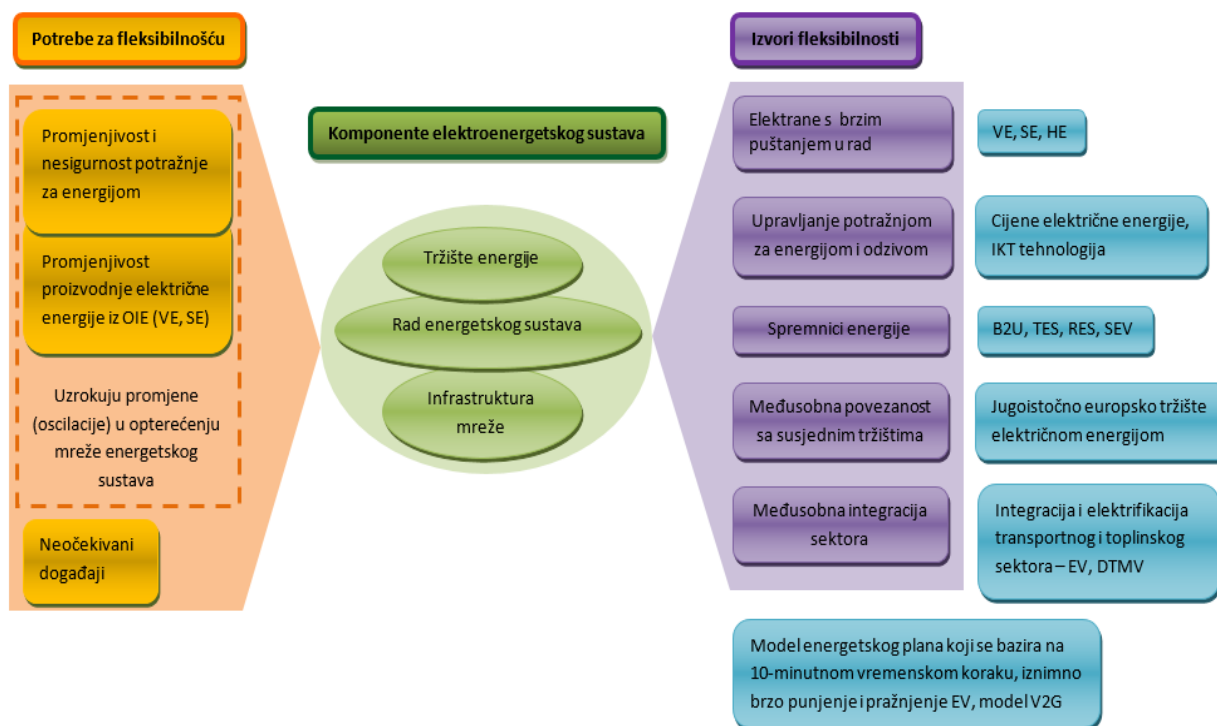 Potrebe za fleksibilnošću
Promjenjivost i
nesigurnost potražnje
za energijom
Promjenjivost
proizvodnje električne
energije iz OIE (VE, SE)
Uzrokuju promjene
(oscilacije) u opterećenju
mreže energetskog
sustava
Neočekivani
događaji
Komponente elektroenergetskog sustava
Tržište energije
Rad energetskog sustava
Infrastruktura
mreže
Izvori fleksibilnosti
Elektrane s brzim
puštanjem u rad
VE, SE, HE
Upravljanje potražnjom
za energijom i odzivom
Cijene električne energije,
IKT tehnologija
Spremnici energije
B2U, TES, RES, SEV
Međusobna povezanost
sa susjednim tržištima
Jugoistočno europsko tržište
električnom energijom
Međusobna integracija
sektora
Integracija i elektrifikacija
transportnog i toplinskog
sektora – EV, DTMV
Model energetskog plana koji se bazira na
10-minutnom vremenskom koraku, iznimno
brzo punjenje i pražnjenje EV, model V2G